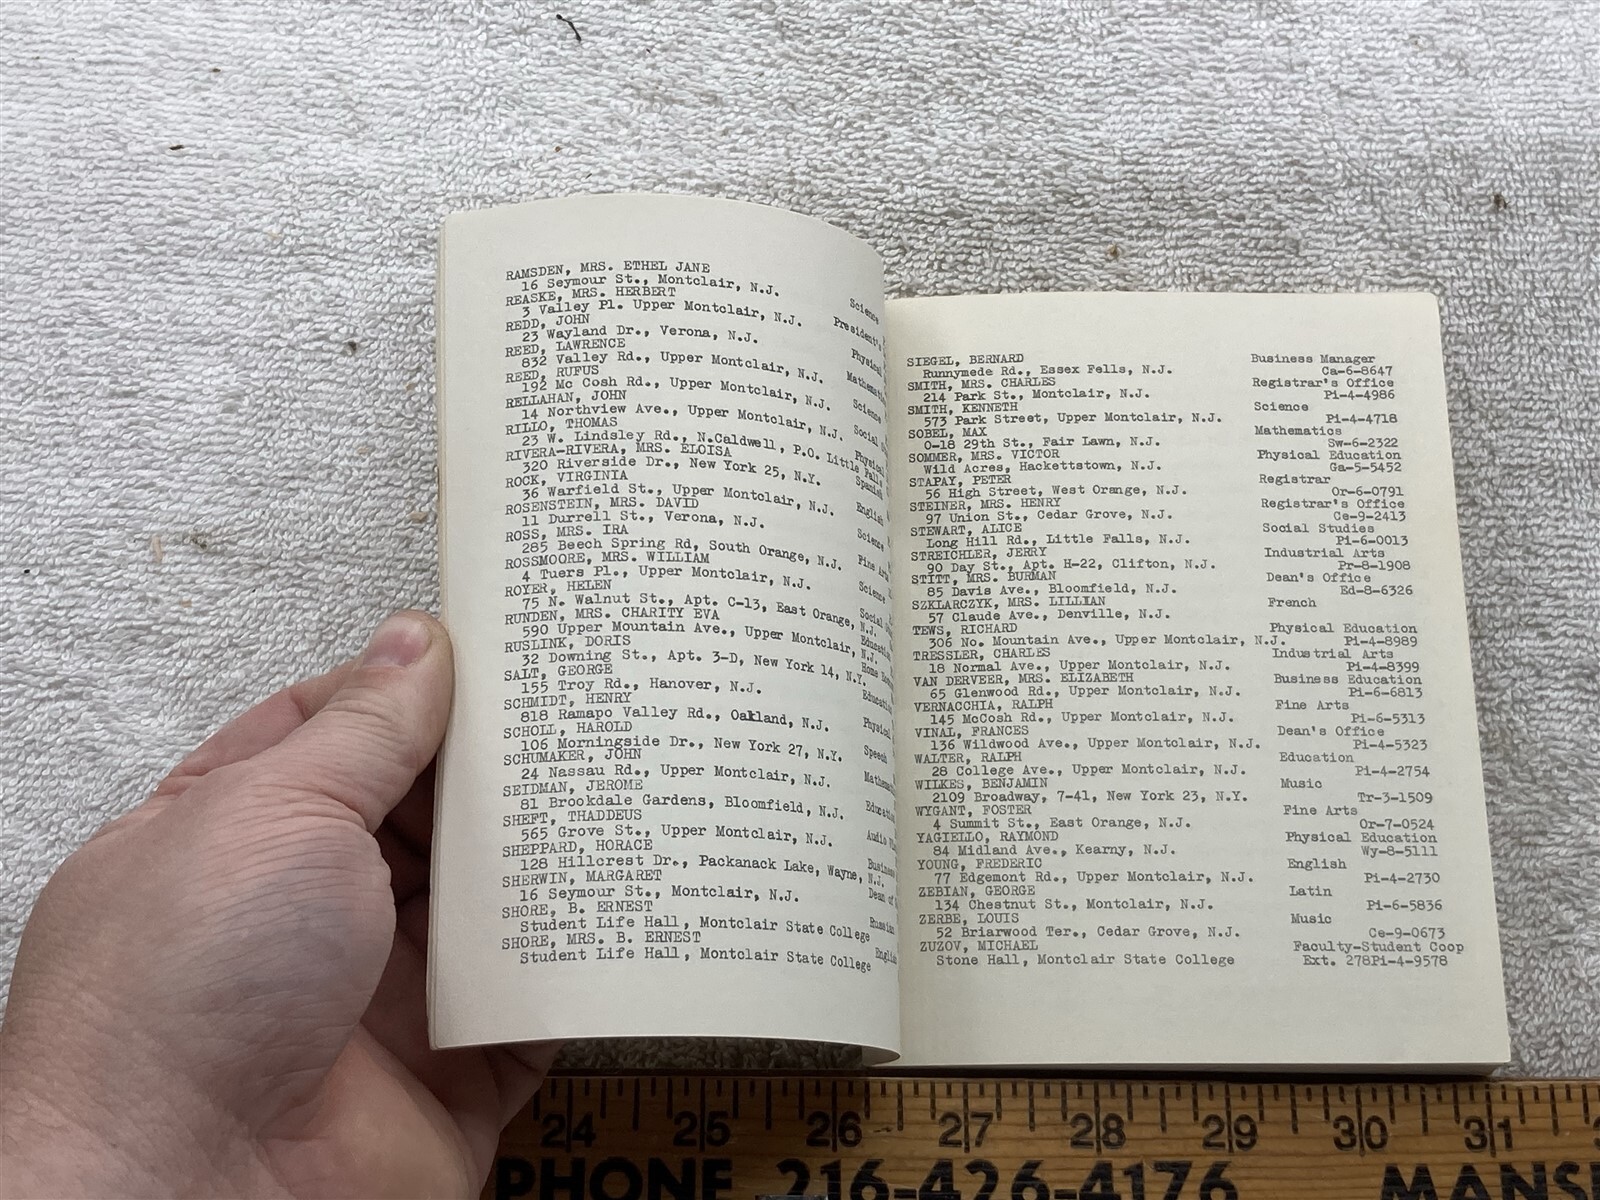 RAMSDEN, MRS. ETHEL JANE
16 Seymour St., Montclair, N.J. Science
REASKE, MRS. HERBERT
3 Valley Pl. Upper Montclair, N.J. President's
REDD, JOHN
23 Wayland Dr., Verona, N.J. Physical
REED, LAWRENCE
832 Valley Rd., Upper Montclair, N.J.
REED, RUFUS
192 Mc Cosh Rd., Upper Montclair, N.J. Science
RELLAHAN, JOHN
14 Northview Ave., Upper Montclair, N.J. Social
RILLO, THOMAS
23 W. Lindsley Rd., N.Caldwell, P.O. Little Falls Physical
RIVERA-RIVERA, MRS. ELOISA
320 Riverside Dr., New York 25, N.Y. Spanish
ROCK, VIRGINIA
36 Warfield St., Upper Montclair, N.J. English
ROSENSTEIN, MRS. DAVID
11 Durrell St., Verona, N.J. Science
ROSS, MRS. IRA
285 Beech Spring Rd, South Orange, N.J. Fine Arts
ROSSMOORE, MRS. WILLIAM
4 Tuers Pl., Upper Montclair, N.J. Science
ROYER, HELEN
75 N. Walnut St., Apt. C-13, East Orange, N.J. Social
RUNDEN, MRS. CHARITY EVA
590 Upper Mountain Ave., Upper Montclair, N.J. Education
RUSLINK, DORIS
32 Downing St., Apt. 3-D, New York 14, N.Y. Home
SALT, GEORGE
155 Troy Rd., Hanover, N.J. Education
SCHMIDT, HENRY
818 Ramapo Valley Rd., Oakland, N.J. Physical
SCHOLL, HAROLD
106 Morningside Dr., New York 27, N.Y. Speech
SCHUMAKER, JOHN
24 Nassau Rd., Upper Montclair, N.J.
SEIDMAN, JEROME
81 Brookdale Gardens, Bloomfield, N.J.
SHEFT, THADDEUS
565 Grove St., Upper Montclair, N.J. Audio
SHEPPARD, HORACE
128 Hillcrest Dr., Packanack Lake, Wayne, N.J. Business
SHERWIN, MARGARET
16 Seymour St., Montclair, N.J. Dean of
SHORE, B. ERNEST
Student Life Hall, Montclair State College Russian
SHORE, MRS. B. ERNEST
Student Life Hall, Montclair State College English
SIEGEL, BERNARD Business Manager
Runnymede Rd., Essex Fells, N.J. Ca-6-8647
SMITH, MRS. CHARLES Registrar's Office
214 Park St., Montclair, N.J. Pi-4-4986
SMITH, KENNETH Science
573 Park Street, Upper Montclair, N.J. Pi-4-4718
SOBEL, MAX Mathematics
0-18 29th St., Fair Lawn, N.J. Sw-6-2322
SOMMER, MRS. VICTOR Physical Education
Wild Acres, Hackettstown, N.J. Ga-5-5452
STAPAY, PETER Registrar
56 High Street, West Orange, N.J. Or-6-0791
STEINER, MRS. HENRY Registrar's Office
97 Union St., Cedar Grove, N.J. Ce-9-2413
STEWART, ALICE Social Studies
Long Hill Rd., Little Falls, N.J. Pi-6-0013
STREICHLER, JERRY Industrial Arts
90 Day St., Apt. H-22, Clifton, N.J. Pr-8-1908
STITT, MRS. BURMAN Dean's Office
85 Davis Ave., Bloomfield, N.J. Ed-8-6326
SZKLARCZYK, MRS. LILLIAN French
57 Claude Ave., Denville, N.J.
TEWS, RICHARD Physical Education
306 No. Mountain Ave., Upper Montclair, N.J. Pi-4-8989
TRESSLER, CHARLES Industrial Arts
18 Normal Ave., Upper Montclair, N.J. Pi-4-8399
VAN DERVEER, MRS. ELIZABETH Business Education
65 Glenwood Rd., Upper Montclair, N.J. Pi-6-6813
VERNACCHIA, RALPH Fine Arts
145 McCosh Rd., Upper Montclair, N.J. Pi-6-5313
VINAL, FRANCES Dean's Office
136 Wildwood Ave., Upper Montclair, N.J. Pi-4-5323
WALTER, RALPH Education
28 College Ave., Upper Montclair, N.J. Pi-4-2754
WILKES, BENJAMIN Music
2109 Broadway, 7-41, New York 23, N.Y. Tr-3-1509
WYGANT, FOSTER Fine Arts
4 Summit St., East Orange, N.J. Or-7-0524
YAGIELLO, RAYMOND Physical Education
84 Midland Ave., Kearny, N.J. Wy-8-5111
YOUNG, FREDERIC English
77 Edgemont Rd., Upper Montclair, N.J. Pi-4-2730
ZEBIAN, GEORGE Latin
134 Chestnut St., Montclair, N.J. Pi-6-5836
ZERBE, LOUIS Music
52 Briarwood Ter., Cedar Grove, N.J. Ce-9-0673
ZUZOV, MICHAEL Faculty-Student Coop
Stone Hall, Montclair State College Ext. 278Pi-4-9578
24 25 26 27 28 29 30 31
PHONE 216-426-4176 MANSF